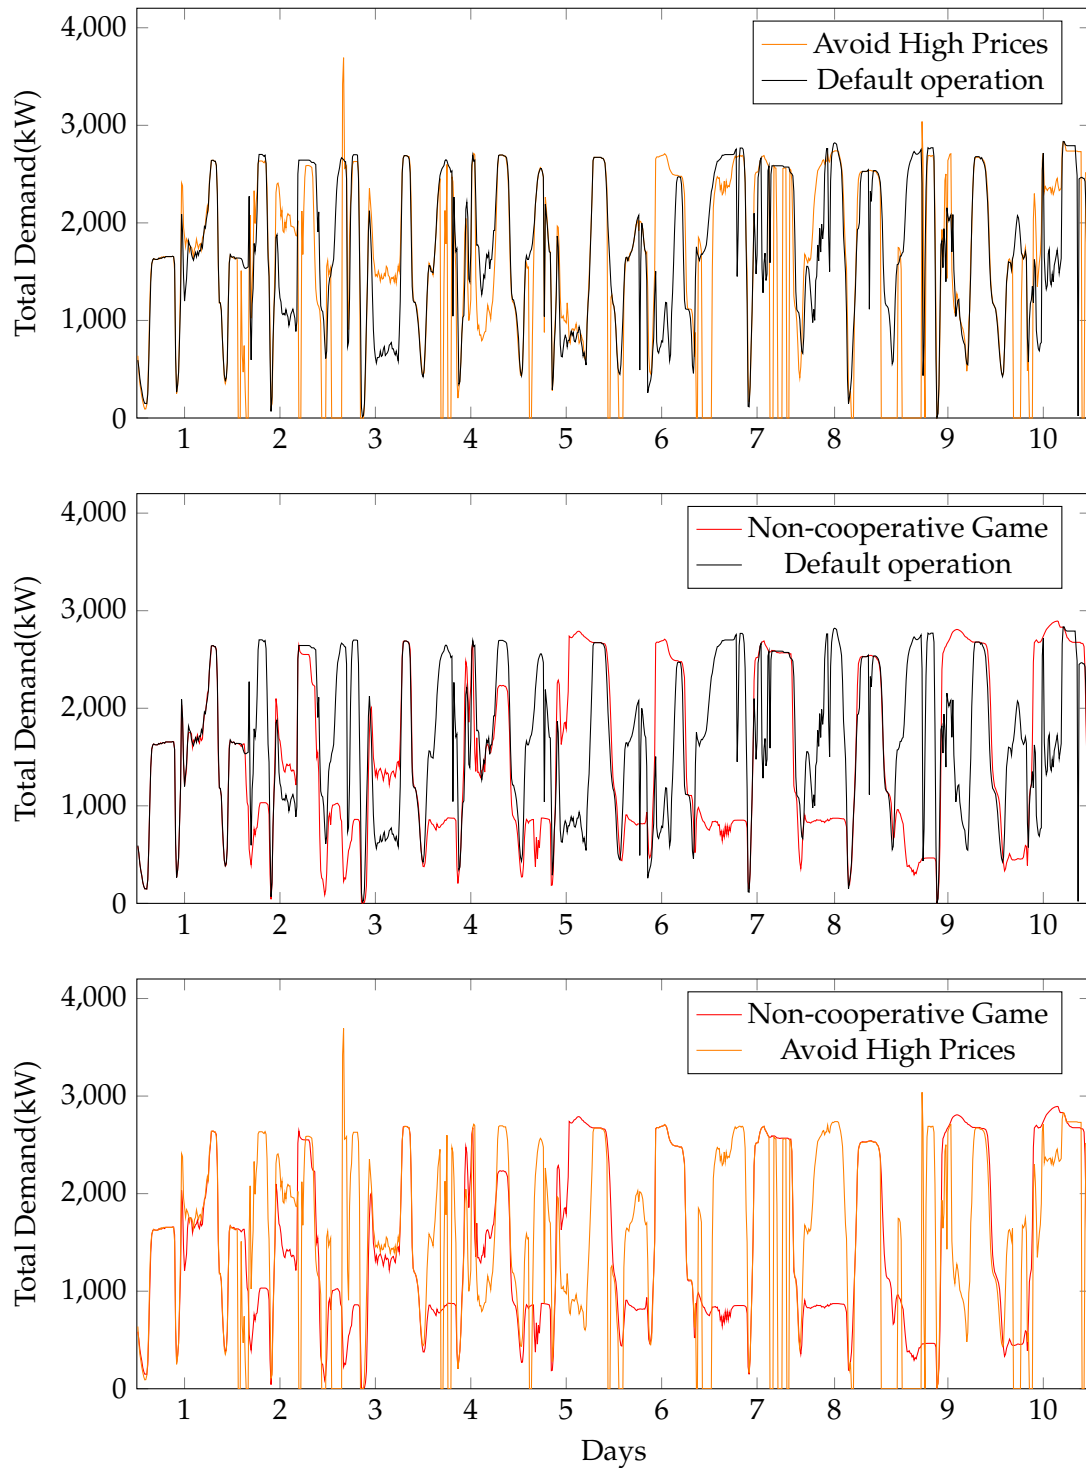 4,000
3,000
2,000
1,000
0
Total Demand(kW)
Avoid High Prices
Default operation
1 2 3 4 5 6 7 8 9 10
4,000
3,000
2,000
1,000
0
Total Demand(kW)
Non-cooperative Game
Default operation
1 2 3 4 5 6 7 8 9 10
4,000
3,000
2,000
1,000
0
Total Demand(kW)
Non-cooperative Game
Avoid High Prices
1 2 3 4 5 6 7 8 9 10
Days